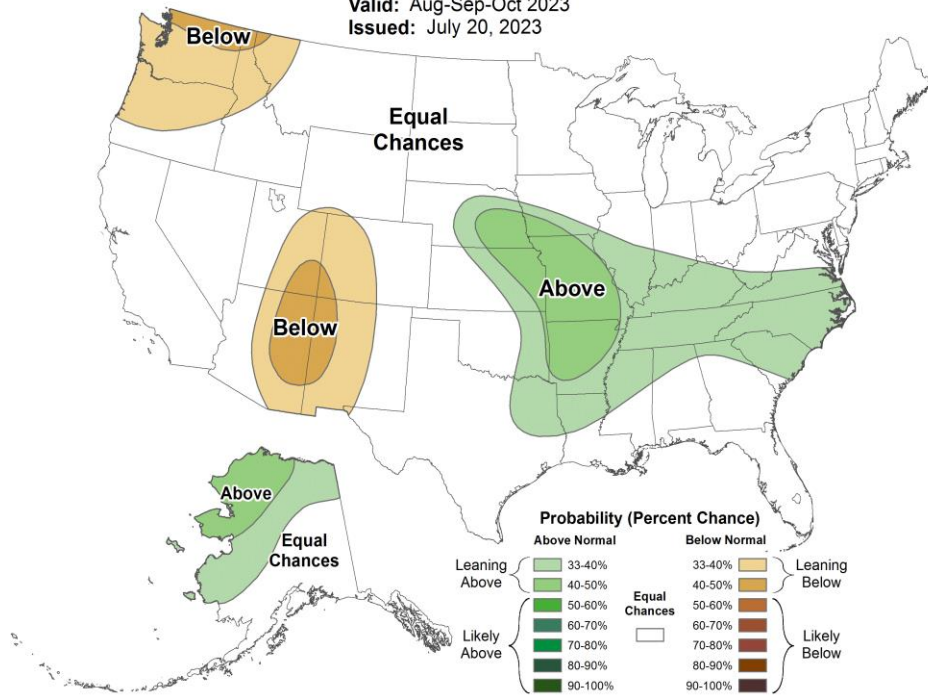 Valid: Aug-Sep-Oct 2023
Issued: July 20, 2023
Below
Equal
Chances
Above
Below
Above
Equal
Chances
Probability (Percent Chance)
Above Normal
Below Normal
Leaning
Above
33-40%
40-50%
Likely
Above
50-60%
60-70%
70-80%
80-90%
90-100%
Equal
Chances
33-40%
40-50%
Leaning
Below
50-60%
60-70%
70-80%
80-90%
90-100%
Likely
Below